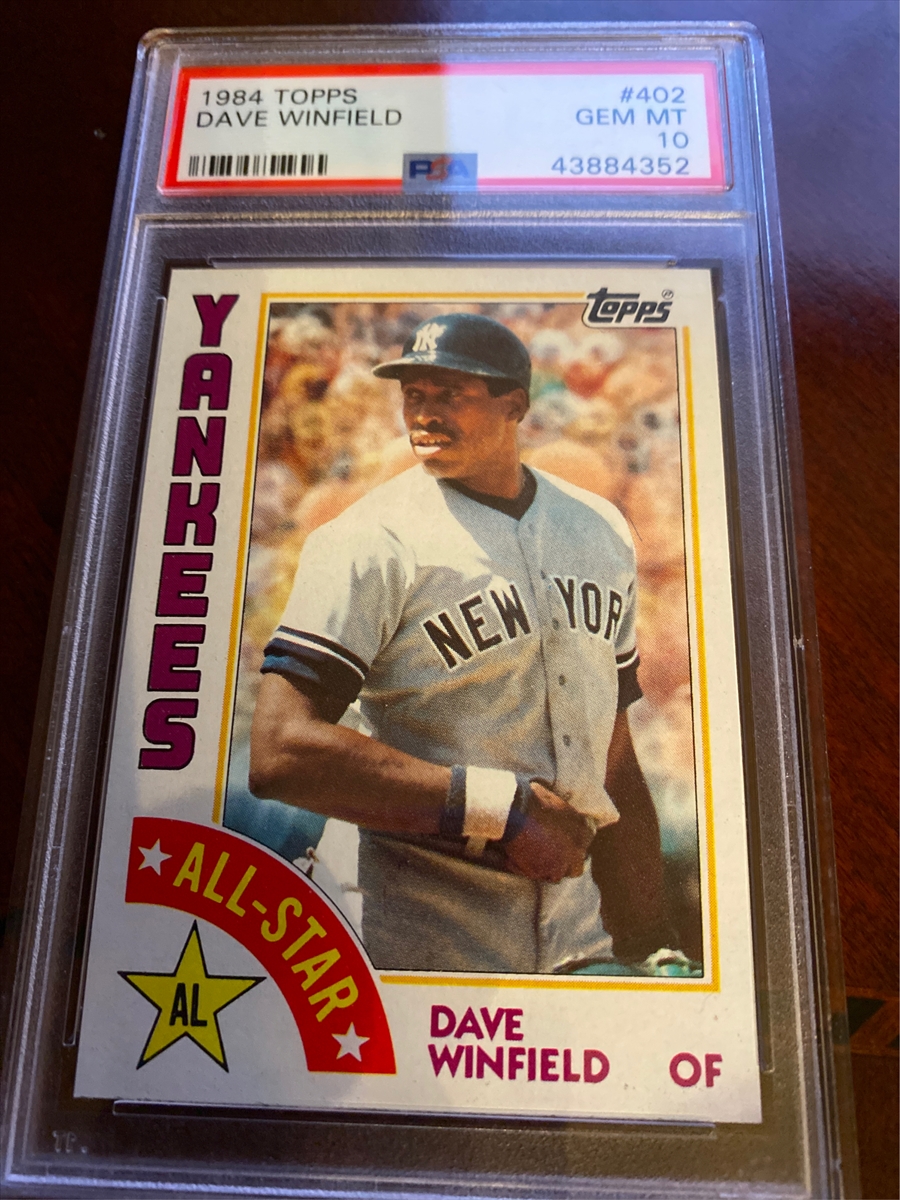 1984 TOPPS #402
DAVE WINFIELD GEM MT
10
PSA 43884352
YANKEES
topps®
NY
NEW YOR
ALL-STAR
AL
DAVE
WINFIELD OF